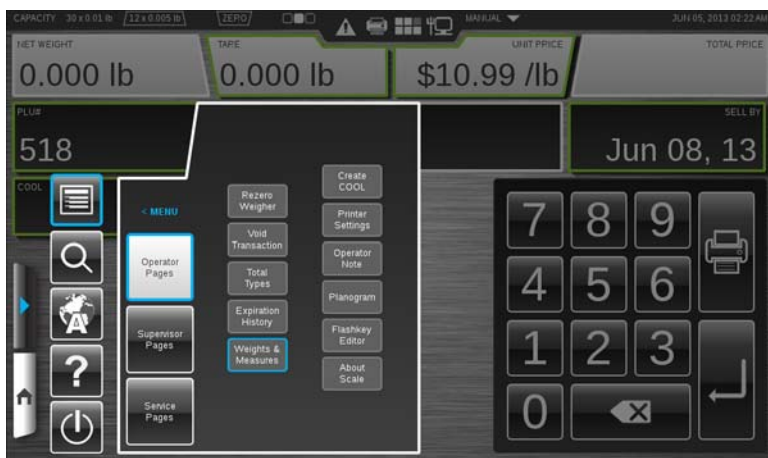 CAPACITY 30 x 0.01 lb 12 x 0.005 lb ZERO MANUAL JUN 05, 2013 02:22 AM
NET WEIGHT TARE UNIT PRICE TOTAL PRICE
0.000 lb 0.000 lb $10.99 /lb
PLU# SELL BY
518 Jun 08, 13
COOL
< MENU
Operator
Pages
Supervisor
Pages
Service
Pages
Rezero
Weigher
Void
Transaction
Total
Types
Expiration
History
Weights &
Measures
Create
COOL
Printer
Settings
Operator
Note
Planogram
Flashkey
Editor
About
Scale
A
?
7 8 9
4 5 6
1 2 3
0